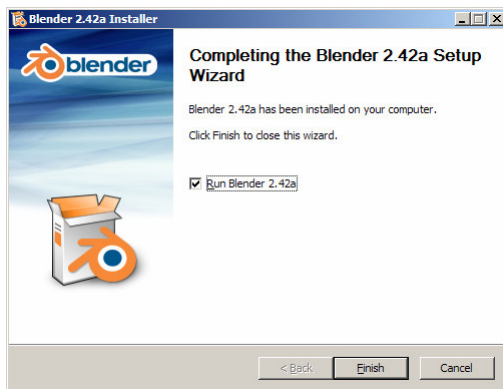 Blender 2.42a Installer
blender
Completing the Blender 2.42a Setup
Wizard
Blender 2.42a has been installed on your computer.
Click Finish to close this wizard.
Run Blender 2.42a
< Back
Finish
Cancel